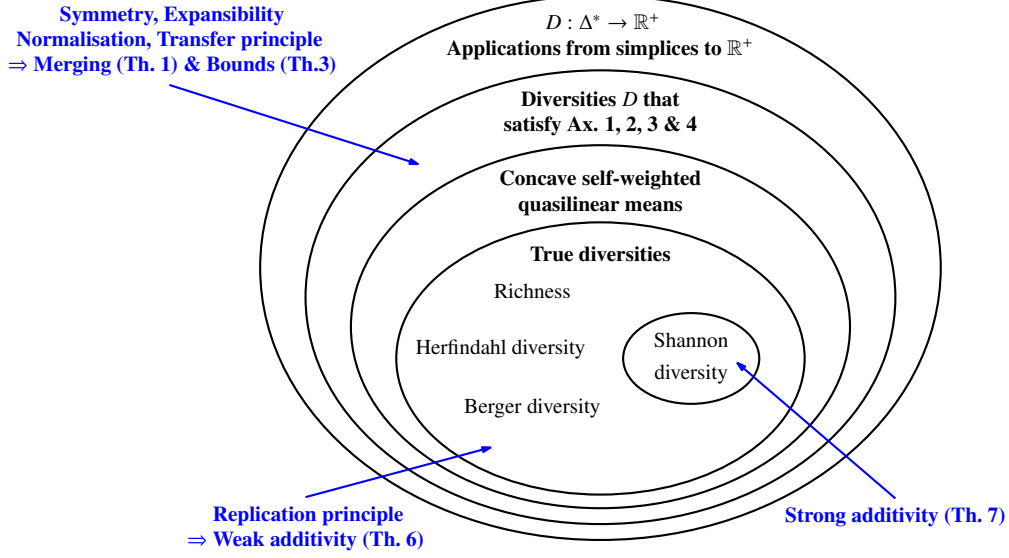 Symmetry, Expansibility
Normalisation, Transfer principle
⇒ Merging (Th. 1) & Bounds (Th.3)
D : Δ* → ℝ⁺
Applications from simplices to ℝ⁺
Diversities D that
satisfy Ax. 1, 2, 3 & 4
Concave self-weighted
quasilinear means
True diversities
Richness
Herfindahl diversity
Berger diversity
Shannon
diversity
Replication principle
⇒ Weak additivity (Th. 6)
Strong additivity (Th. 7)